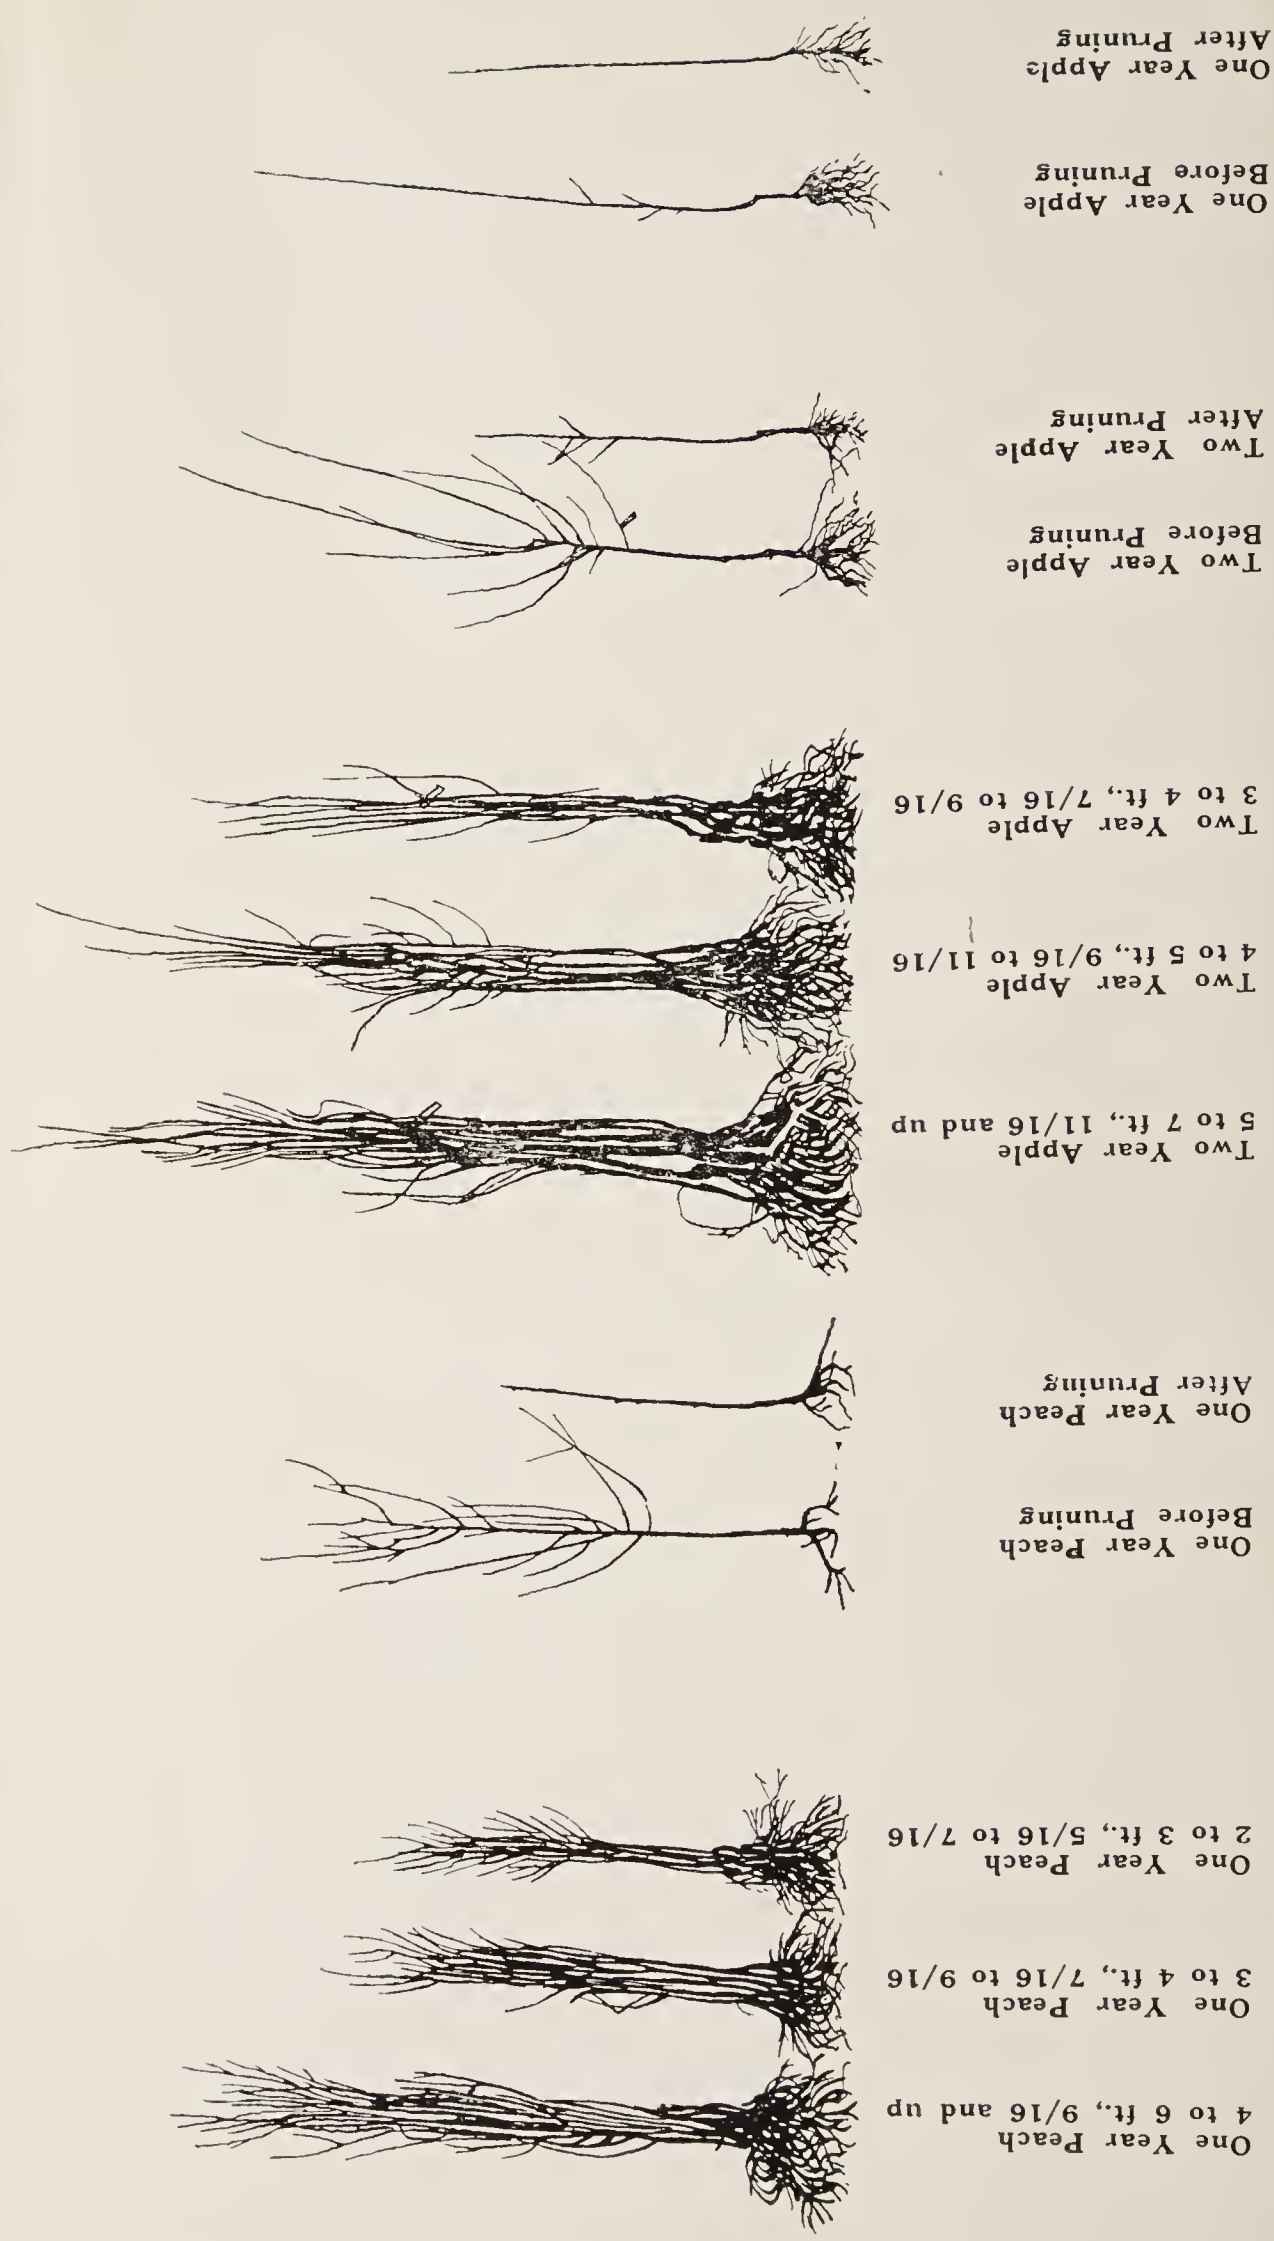 One Year Peach
4 to 6 ft., 9/16 and up
One Year Peach
3 to 4 ft., 7/16 to 9/16
One Year Peach
2 to 3 ft., 5/16 to 7/16
One Year Peach
Before Pruning
One Year Peach
After Pruning
Two Year Apple
5 to 7 ft., 11/16 and up
Two Year Apple
4 to 5 ft., 9/16 to 11/16
Two Year Apple
3 to 4 ft., 7/16 to 9/16
Two Year Apple
Before Pruning
Two Year Apple
After Pruning
One Year Apple
Before Pruning
One Year Apple
After Pruning